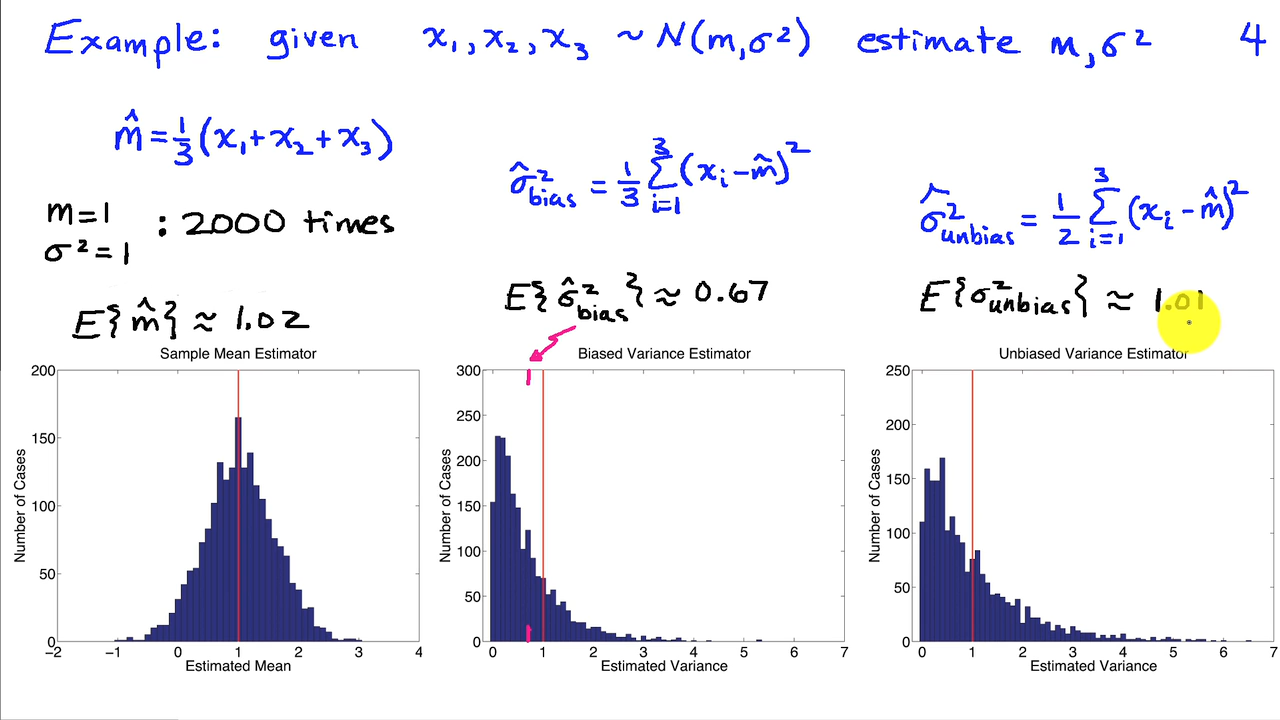 Example: given x₁, x₂, x₃ ~ N(m, σ²) estimate m, σ² 4
m̂ = 1/3 (x₁ + x₂ + x₃)
σ̂²bias = 1/3 Σ³ᵢ₌₁ (xᵢ - m̂)²
σ̂²unbias = 1/2 Σ³ᵢ₌₁ (xᵢ - m̂)²
m = 1
σ² = 1
: 2000 times
E{m̂} ≈ 1.02
E{σ̂²bias} ≈ 0.67
E{σ²unbias} ≈ 1.01
Sample Mean Estimator
200
150
100
50
0
Number of Cases
−2 −1 0 1 2 3 4
Estimated Mean
Biased Variance Estimator
300
250
200
150
100
50
0
Number of Cases
0 1 2 3 4 5 6 7
Estimated Variance
Unbiased Variance Estimator
250
200
150
100
50
0
Number of Cases
0 1 2 3 4 5 6 7
Estimated Variance